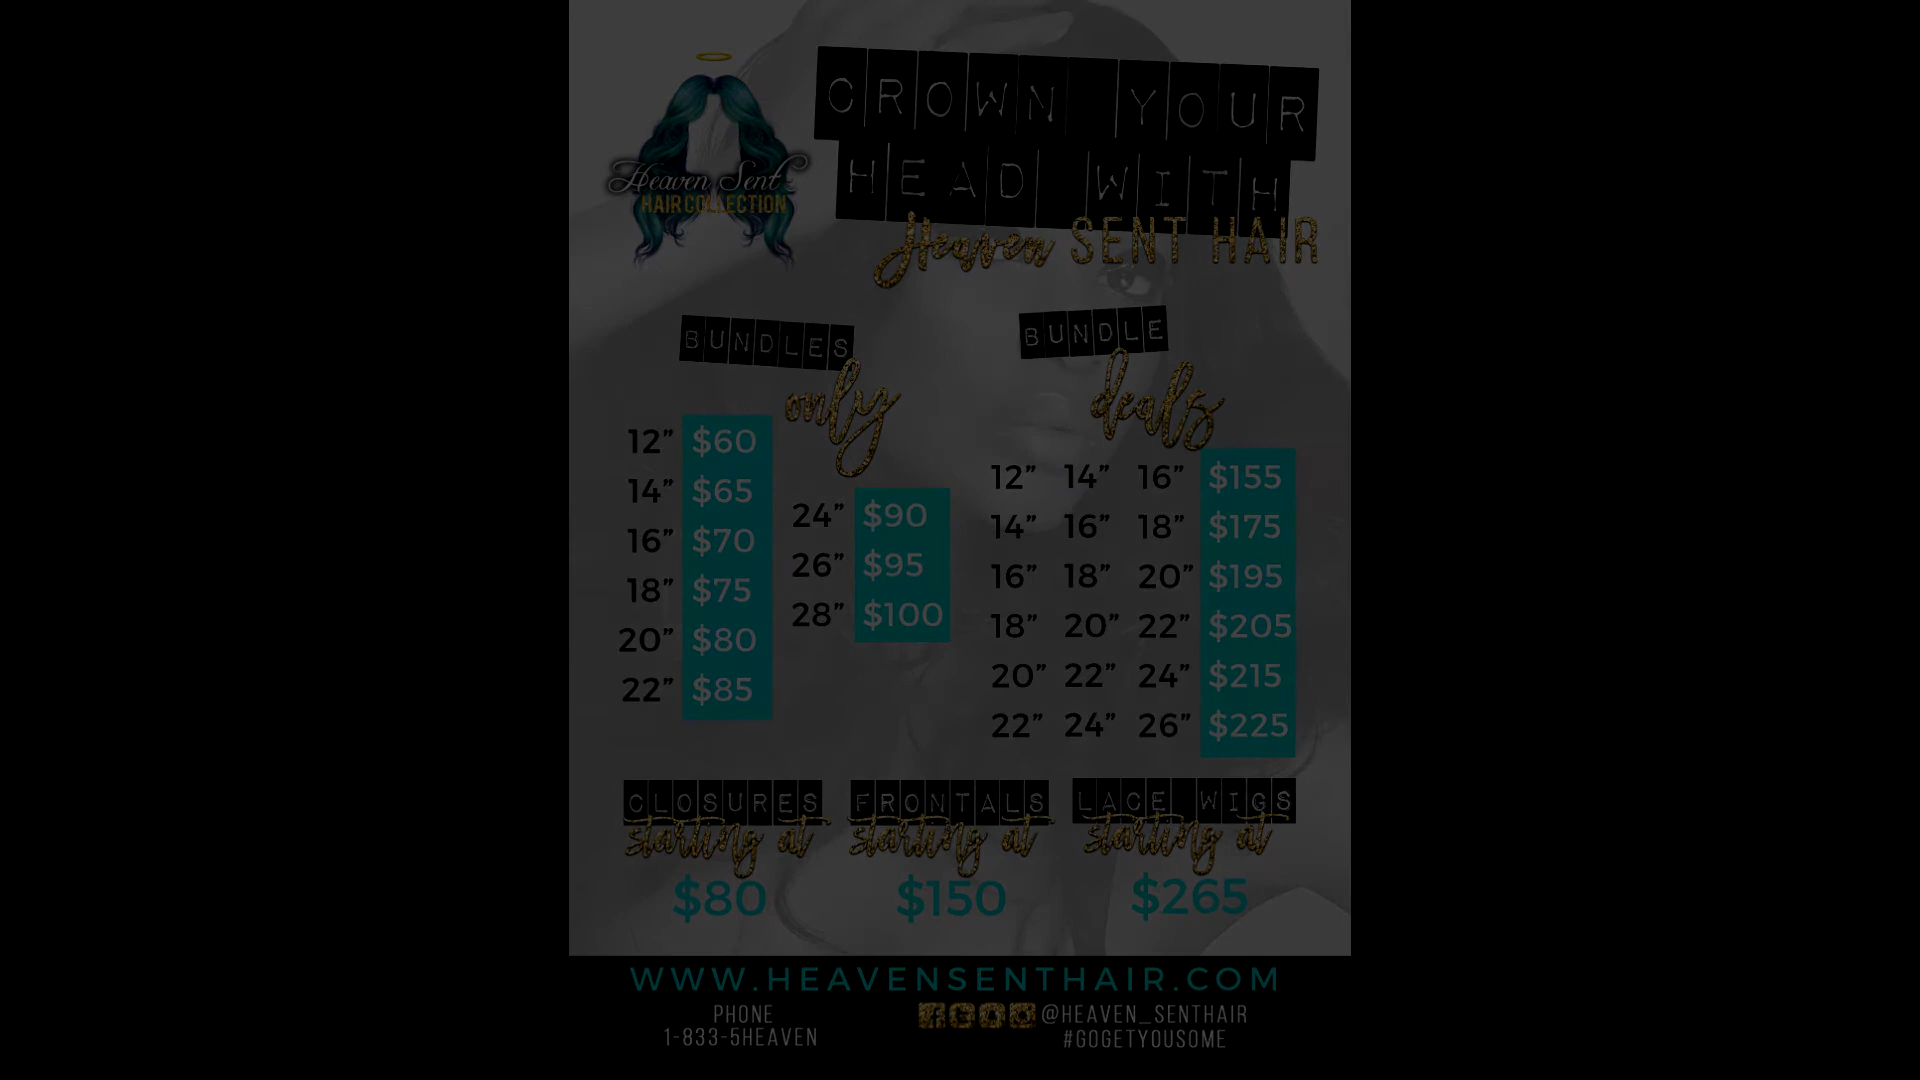 Heaven Sent
HAIR COLLECTION
CROWN YOUR
HEAD WITH
Heaven SENT HAIR
BUNDLES
only
12” $60
14” $65
16” $70
18” $75
20” $80
22” $85
24” $90
26” $95
28” $100
BUNDLE
deals
12” 14” 16” $155
14” 16” 18” $175
16” 18” 20” $195
18” 20” 22” $205
20” 22” 24” $215
22” 24” 26” $225
CLOSURES
starting at
$80
FRONTALS
starting at
$150
LACE WIGS
starting at
$265
WWW.HEAVENSENTHAIR.COM
PHONE
1-833-5HEAVEN
@HEAVEN_SENTHAIR
#GOGETYOUSOME